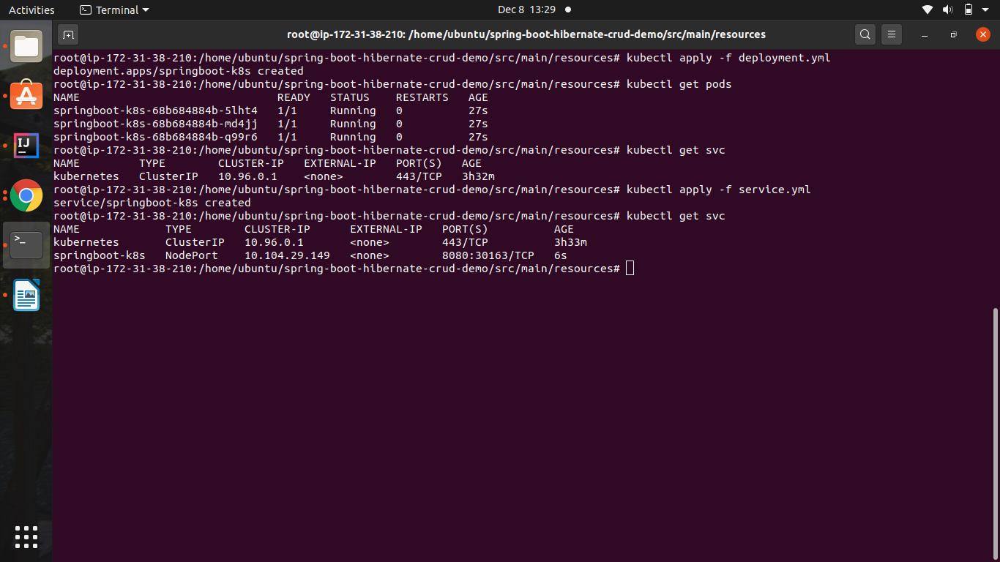 Activities
Terminal
Dec 8 13:29
root@ip-172-31-38-210: /home/ubuntu/spring-boot-hibernate-crud-demo/src/main/resources
root@ip-172-31-38-210:/home/ubuntu/spring-boot-hibernate-crud-demo/src/main/resources# kubectl apply -f deployment.yml
deployment.apps/springboot-k8s created
root@ip-172-31-38-210:/home/ubuntu/spring-boot-hibernate-crud-demo/src/main/resources# kubectl get pods
NAME                              READY   STATUS    RESTARTS   AGE
springboot-k8s-68b684884b-5lht4   1/1     Running   0          27s
springboot-k8s-68b684884b-md4jj   1/1     Running   0          27s
springboot-k8s-68b684884b-q99r6   1/1     Running   0          27s
root@ip-172-31-38-210:/home/ubuntu/spring-boot-hibernate-crud-demo/src/main/resources# kubectl get svc
NAME         TYPE        CLUSTER-IP   EXTERNAL-IP   PORT(S)   AGE
kubernetes   ClusterIP   10.96.0.1    <none>        443/TCP   3h32m
root@ip-172-31-38-210:/home/ubuntu/spring-boot-hibernate-crud-demo/src/main/resources# kubectl apply -f service.yml
service/springboot-k8s created
root@ip-172-31-38-210:/home/ubuntu/spring-boot-hibernate-crud-demo/src/main/resources# kubectl get svc
NAME             TYPE        CLUSTER-IP      EXTERNAL-IP   PORT(S)          AGE
kubernetes       ClusterIP   10.96.0.1       <none>        443/TCP          3h33m
springboot-k8s   NodePort    10.104.29.149   <none>        8080:30163/TCP   6s
root@ip-172-31-38-210:/home/ubuntu/spring-boot-hibernate-crud-demo/src/main/resources#
IJ
>_